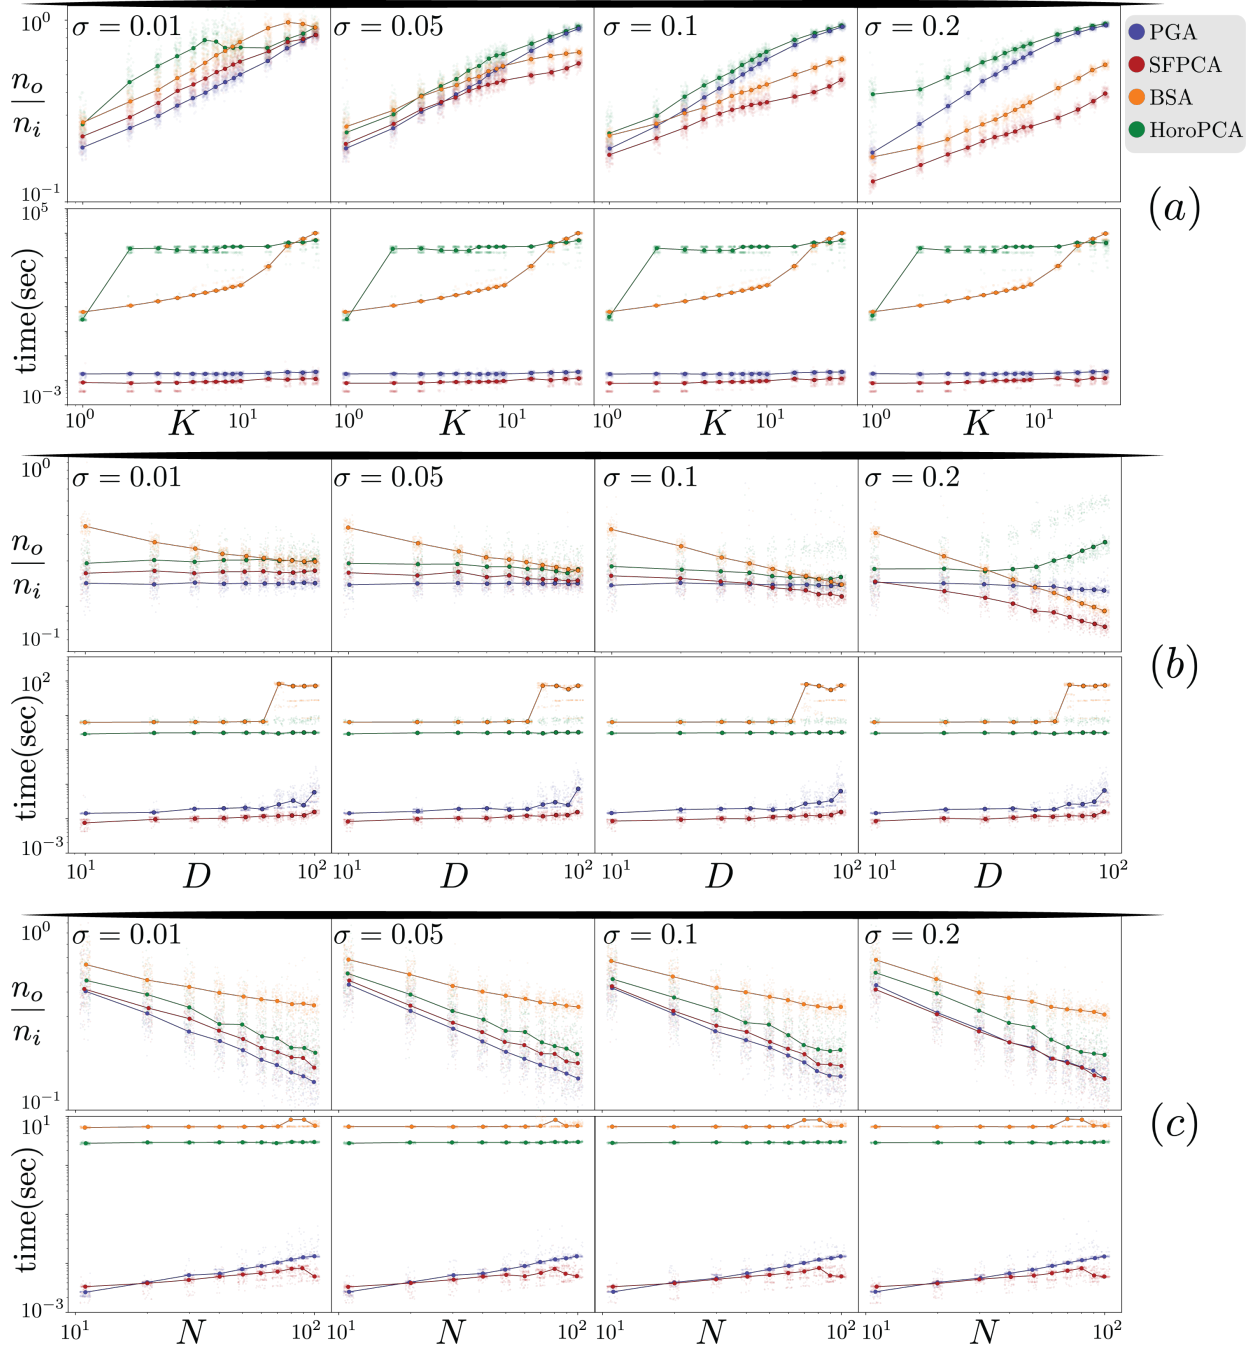 σ = 0.01 σ = 0.05 σ = 0.1 σ = 0.2
10^0
n_o
n_i
10^-1
PGA
SFPCA
BSA
HoroPCA
(a)
10^5
time(sec)
10^-3
10^0 K 10^1 10^0 K 10^1 10^0 K 10^1 10^0 K 10^1
σ = 0.01 σ = 0.05 σ = 0.1 σ = 0.2
10^0
n_o
n_i
10^-1
(b)
10^2
time(sec)
10^-3
10^1 D 10^2 10^1 D 10^2 10^1 D 10^2 10^1 D 10^2
σ = 0.01 σ = 0.05 σ = 0.1 σ = 0.2
10^0
n_o
n_i
10^-1
(c)
10^1
time(sec)
10^-3
10^1 N 10^2 10^1 N 10^2 10^1 N 10^2 10^1 N 10^2